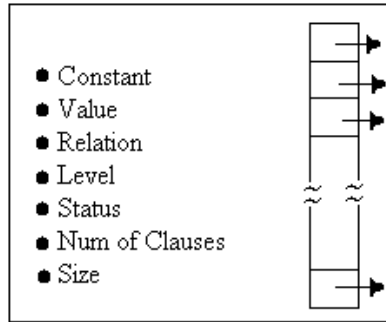 Constant
Value
Relation
Level
Status
Num of Clauses
Size